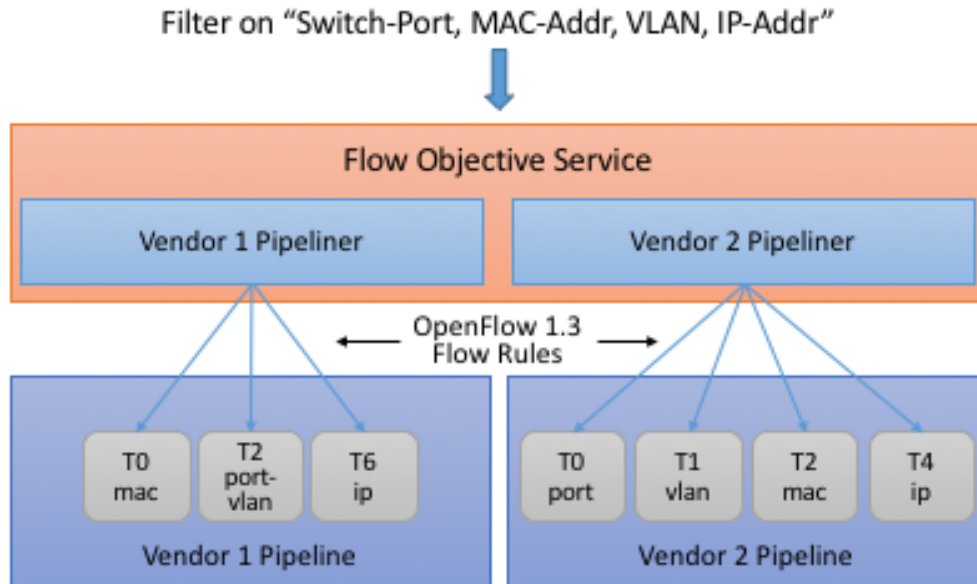 Filter on “Switch-Port, MAC-Addr, VLAN, IP-Addr”
Flow Objective Service
Vendor 1 Pipeliner
Vendor 2 Pipeliner
OpenFlow 1.3
Flow Rules
T0
mac
T2
port-
vlan
T6
ip
T0
port
T1
vlan
T2
mac
T4
ip
Vendor 1 Pipeline
Vendor 2 Pipeline